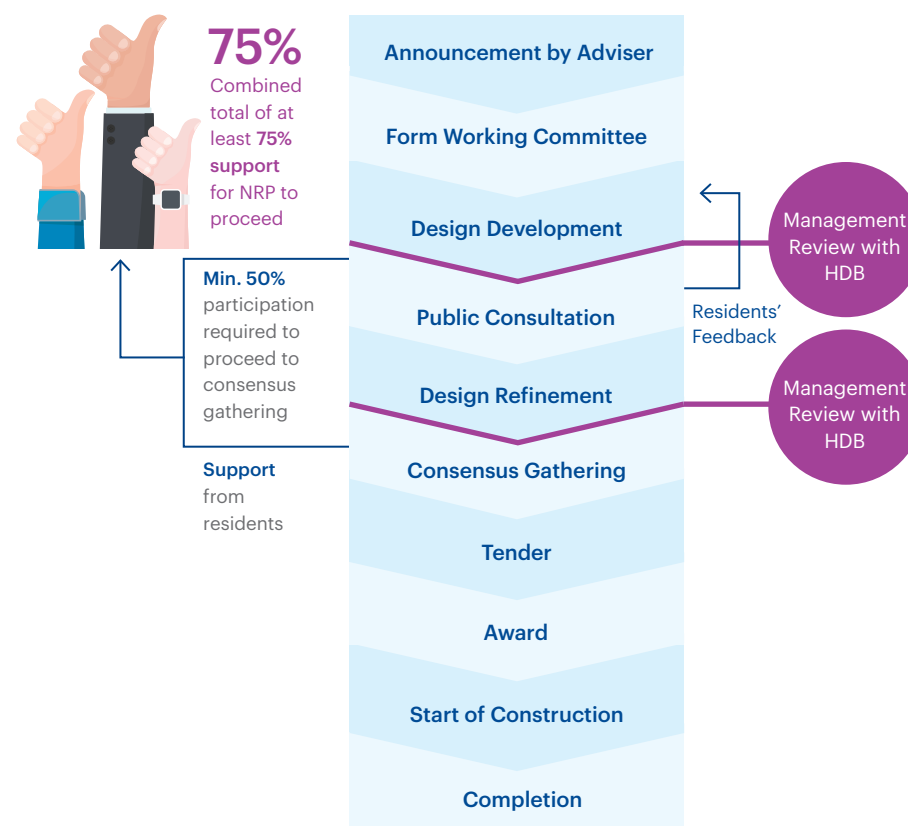 75%
Combined
total of at
least 75%
support
for NRP to
proceed
Min. 50%
participation
required to
proceed to
consensus
gathering
Support
from
residents
Announcement by Adviser
Form Working Committee
Design Development
Public Consultation
Design Refinement
Consensus Gathering
Tender
Award
Start of Construction
Completion
Residents’
Feedback
Management
Review with
HDB
Management
Review with
HDB